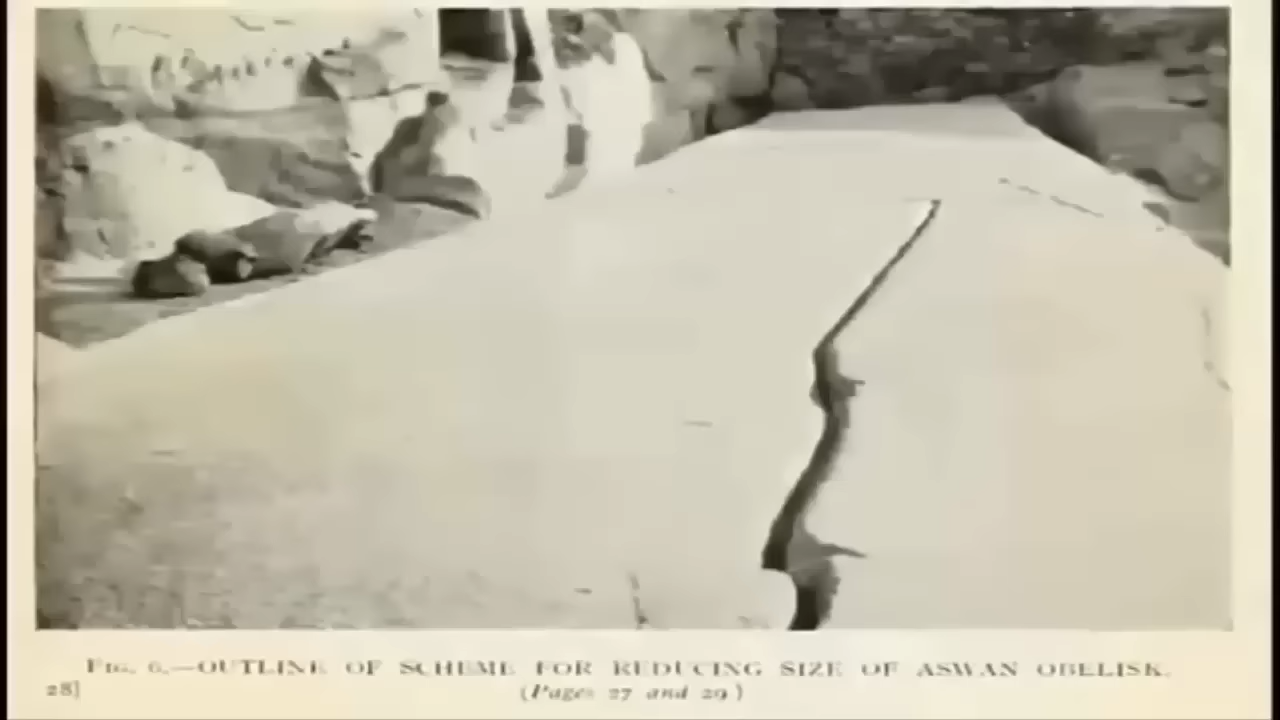 FIG. 6.—OUTLINE OF SCHEME FOR REDUCING SIZE OF ASWAN OBELISK.
28] (Pages 27 and 29)